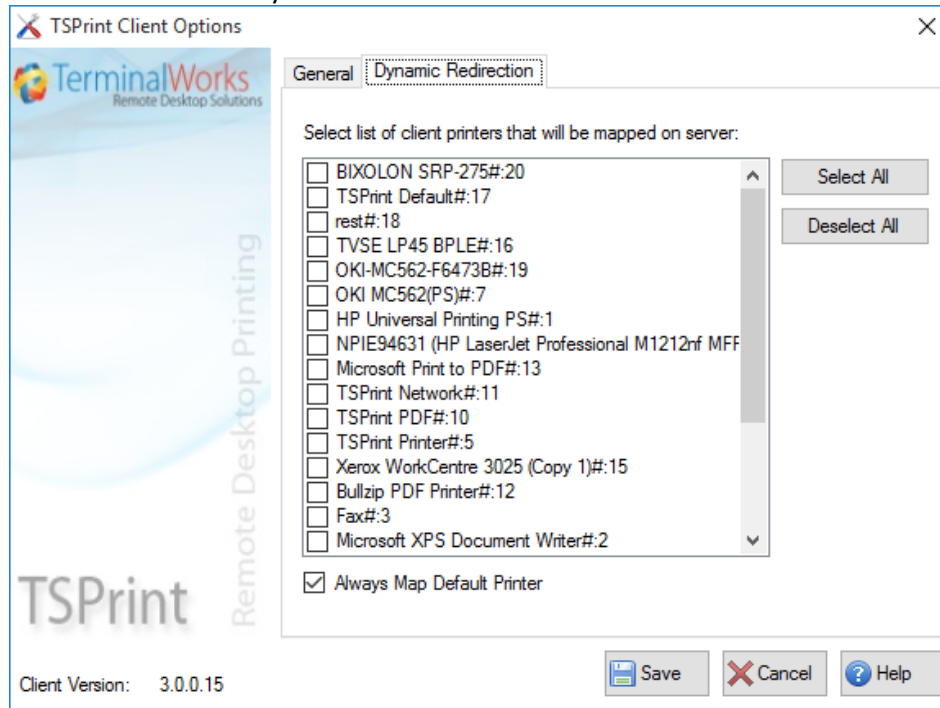 TSPrint Client Options
TerminalWorks
Remote Desktop Solutions
General
Dynamic Redirection
Select list of client printers that will be mapped on server:
BIXOLON SRP-275#:20
TSPrint Default#:17
rest#:18
TVSE LP45 BPLE#:16
OKI-MC562-F6473B#:19
OKI MC562(PS)#:7
HP Universal Printing PS#:1
NPIE94631 (HP LaserJet Professional M1212nf MFF
Microsoft Print to PDF#:13
TSPrint Network#:11
TSPrint PDF#:10
TSPrint Printer#:5
Xerox WorkCentre 3025 (Copy 1)#:15
Bullzip PDF Printer#:12
Fax#:3
Microsoft XPS Document Writer#:2
Select All
Deselect All
Always Map Default Printer
Remote Desktop Printing
TSPrint
Client Version: 3.0.0.15
Save
Cancel
Help